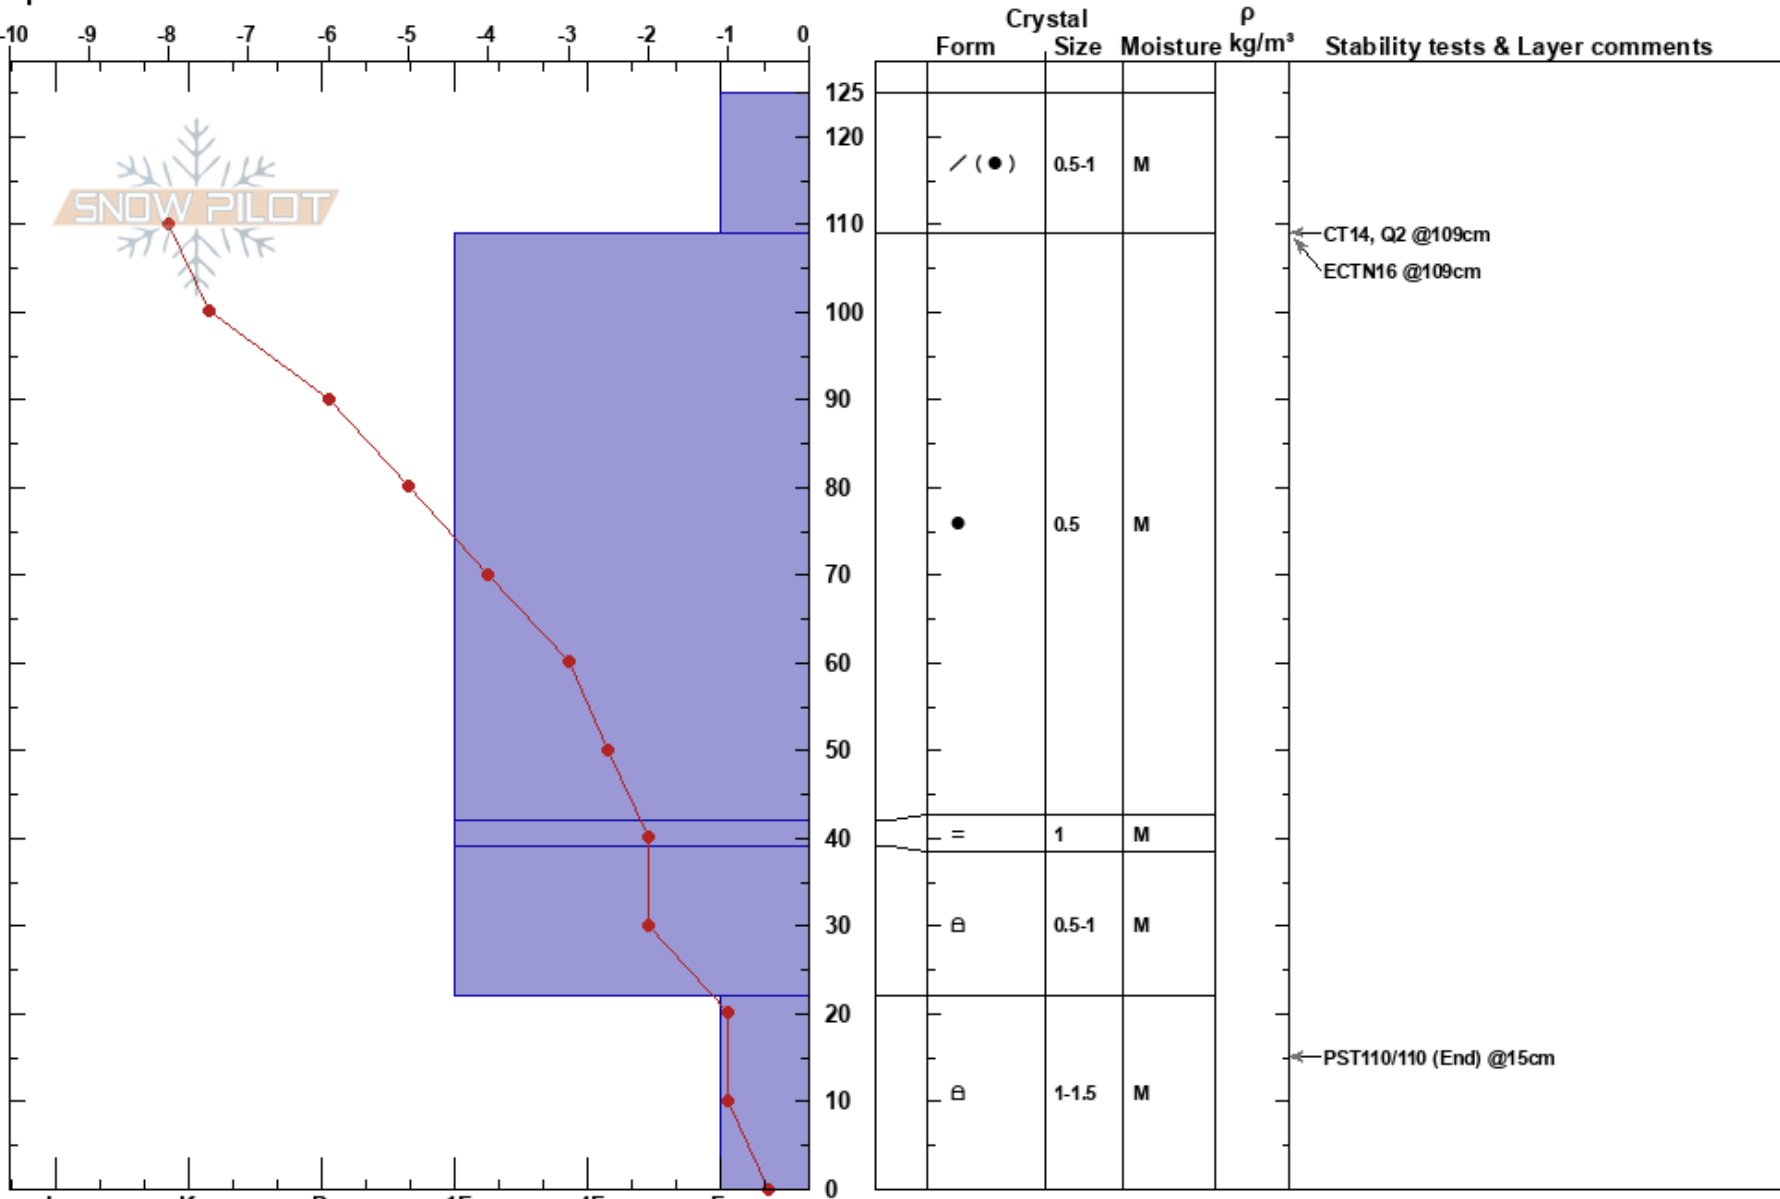 Crystal ρ
-10 -9 -8 -7 -6 -5 -4 -3 -2 -1 0
Form Size Moisture kg/m³ Stability tests & Layer comments
125
120
/ (●) 0.5-1 M
SNOW PILOT
110
CT14, Q2 @109cm
ECTN16 @109cm
100
90
80
● 0.5 M
70
60
50
40
= 1 M
30
0.5-1 M
20
PST110/110 (End) @15cm
10
1-1.5 M
0